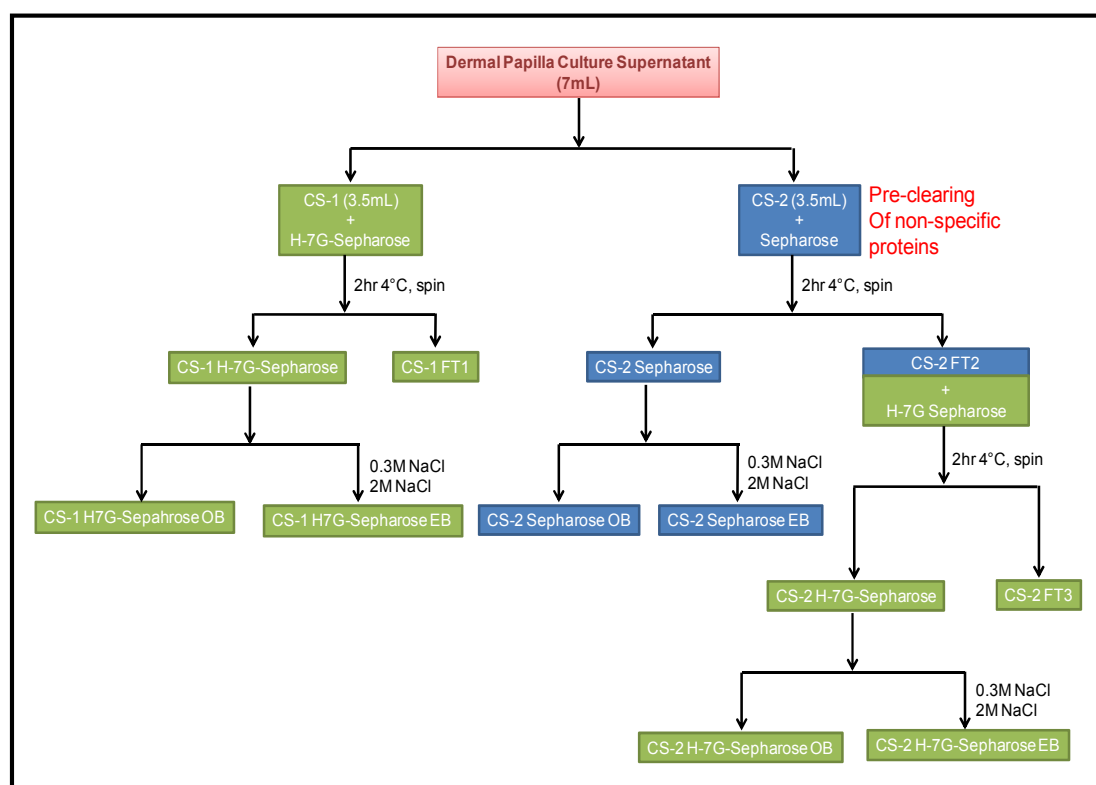 Dermal Papilla Culture Supernatant
(7mL)
CS-1 (3.5mL)
+
H-7G-Sepharose
CS-2 (3.5mL)
+
Sepharose
Pre-clearing
Of non-specific
proteins
2hr 4°C, spin
2hr 4°C, spin
CS-1 H-7G-Sepharose
CS-1 FT1
CS-2 Sepharose
CS-2 FT2
+
H-7G Sepharose
0.3M NaCl
2M NaCl
0.3M NaCl
2M NaCl
2hr 4°C, spin
CS-1 H7G-Sepahrose OB
CS-1 H7G-Sepharose EB
CS-2 Sepharose OB
CS-2 Sepharose EB
CS-2 H-7G-Sepharose
CS-2 FT3
0.3M NaCl
2M NaCl
CS-2 H-7G-Sepharose OB
CS-2 H-7G-Sepharose EB